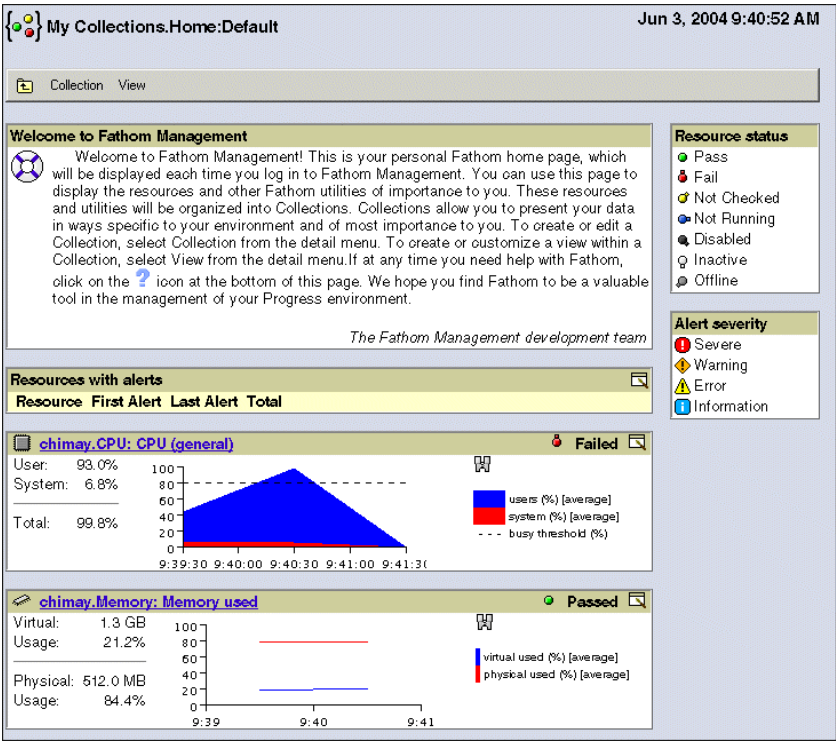 My Collections.Home:Default
Jun 3, 2004 9:40:52 AM
Collection View
Welcome to Fathom Management
Welcome to Fathom Management! This is your personal Fathom home page, which
will be displayed each time you log in to Fathom Management. You can use this page to
display the resources and other Fathom utilities of importance to you. These resources
and utilities will be organized into Collections. Collections allow you to present your data
in ways specific to your environment and of most importance to you. To create or edit a
Collection, select Collection from the detail menu. To create or customize a view within a
Collection, select View from the detail menu.If at any time you need help with Fathom,
click on the ? icon at the bottom of this page. We hope you find Fathom to be a valuable
tool in the management of your Progress environment.
The Fathom Management development team
Resource status
Pass
Fail
Not Checked
Not Running
Disabled
Inactive
Offline
Alert severity
Severe
Warning
Error
Information
Resources with alerts
Resource First Alert Last Alert Total
chimay.CPU: CPU (general)
Failed
User: 93.0%
System: 6.8%
Total: 99.8%
100
80
60
40
20
0
9:39:30 9:40:00 9:40:30 9:41:00 9:41:3(
users (%) [average]
system (%) [average]
busy threshold (%)
chimay.Memory: Memory used
Passed
Virtual: 1.3 GB
Usage: 21.2%
Physical: 512.0 MB
Usage: 84.4%
100
80
60
40
20
0
9:39 9:40 9:41
virtual used (%) [average]
physical used (%) [average]